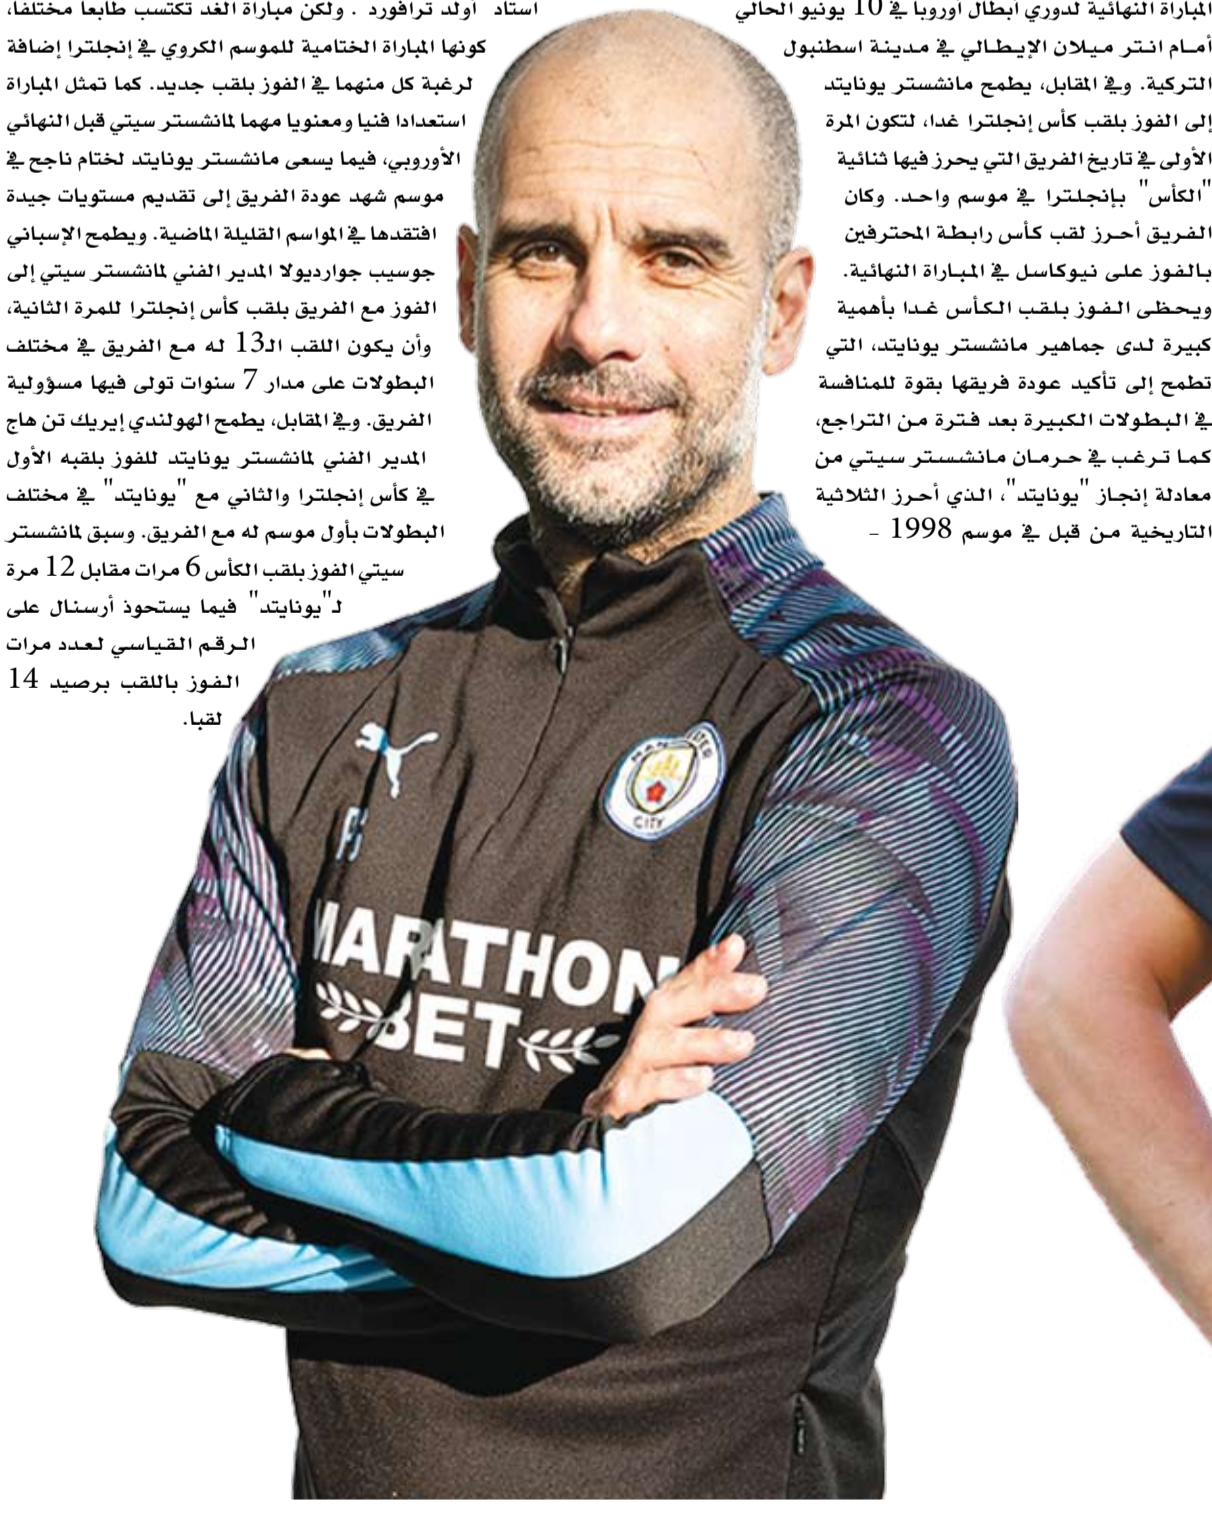 المباراة النهائية لدوري أبطال أوروبا في 10 يونيو الحالي
أمام انتر ميلان الإيطالي في مدينة اسطنبول
التركية. وفي المقابل، يطمح مانشستر يونايتد
إلى الفوز بلقب كأس إنجلترا غدا، لتكون المرة
الأولى في تاريخ الفريق التي يحرز فيها ثنائية
"الكأس" بإنجلترا في موسم واحد. وكان
الفريق أحرز لقب كأس رابطة المحترفين
بالفوز على نيوكاسل في المباراة النهائية.
ويحظى الفوز بلقب الكأس غدا بأهمية
كبيرة لدى جماهير مانشستر يونايتد، التي
تطمح إلى تأكيد عودة فريقها بقوة للمنافسة
في البطولات الكبيرة بعد فترة من التراجع،
كما ترغب في حرمان مانشستر سيتي من
معادلة إنجاز "يونايتد"، الذي أحرز الثلاثية
التاريخية من قبل في موسم 1998 -
استاد "أولد ترافورد". ولكن مباراة الغد تكتسب طابعا مختلفا،
كونها المباراة الختامية للموسم الكروي في إنجلترا إضافة
لرغبة كل منهما في الفوز بلقب جديد. كما تمثل المباراة
استعدادا فنيا ومعنويا مهما لمانشستر سيتي قبل النهائي
الأوروبي، فيما يسعى مانشستر يونايتد لختام ناجح في
موسم شهد عودة الفريق إلى تقديم مستويات جيدة
افتقدها في المواسم القليلة الماضية. ويطمح الإسباني
جوسيب جوارديولا المدير الفني لمانشستر سيتي إلى
الفوز مع الفريق بلقب كأس إنجلترا للمرة الثانية،
وأن يكون اللقب الـ13 له مع الفريق في مختلف
البطولات على مدار 7 سنوات تولى فيها مسؤولية
الفريق. وفي المقابل، يطمح الهولندي إيريك تن هاج
المدير الفني لمانشستر يونايتد للفوز بلقبه الأول
في كأس إنجلترا والثاني مع "يونايتد" في مختلف
البطولات بأول موسم له مع الفريق. وسبق لمانشستر
سيتي الفوز بلقب الكأس 6 مرات مقابل 12 مرة
لـ"يونايتد" فيما يستحوذ أرسنال على
الرقم القياسي لعدد مرات
الفوز باللقب برصيد 14
لقبا.
CITY
MARATHON
BET